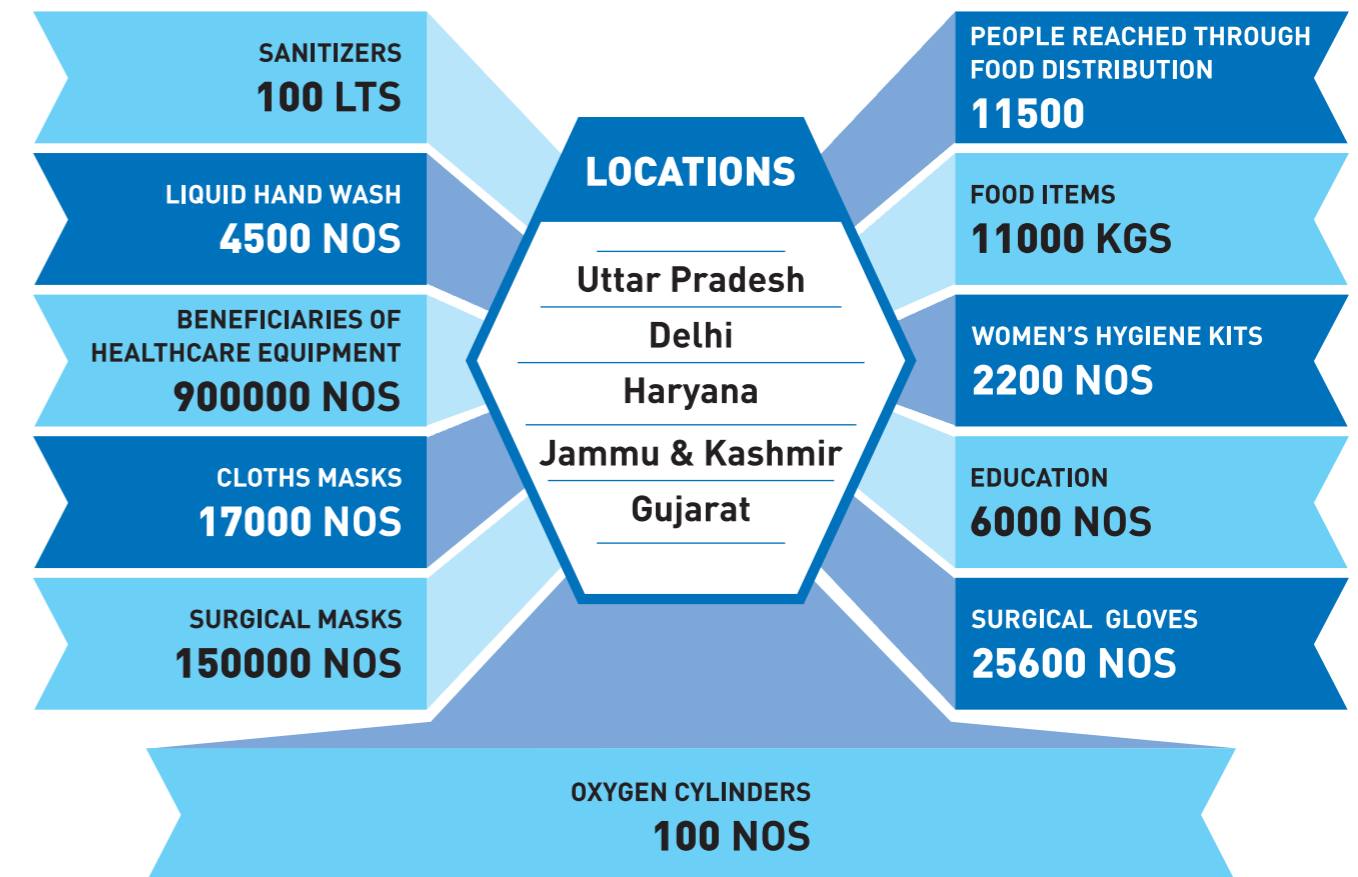 SANITIZERS
100 LTS
LIQUID HAND WASH
4500 NOS
BENEFICIARIES OF
HEALTHCARE EQUIPMENT
900000 NOS
CLOTHS MASKS
17000 NOS
SURGICAL MASKS
150000 NOS
LOCATIONS
Uttar Pradesh
Delhi
Haryana
Jammu & Kashmir
Gujarat
PEOPLE REACHED THROUGH
FOOD DISTRIBUTION
11500
FOOD ITEMS
11000 KGS
WOMEN'S HYGIENE KITS
2200 NOS
EDUCATION
6000 NOS
SURGICAL GLOVES
25600 NOS
OXYGEN CYLINDERS
100 NOS